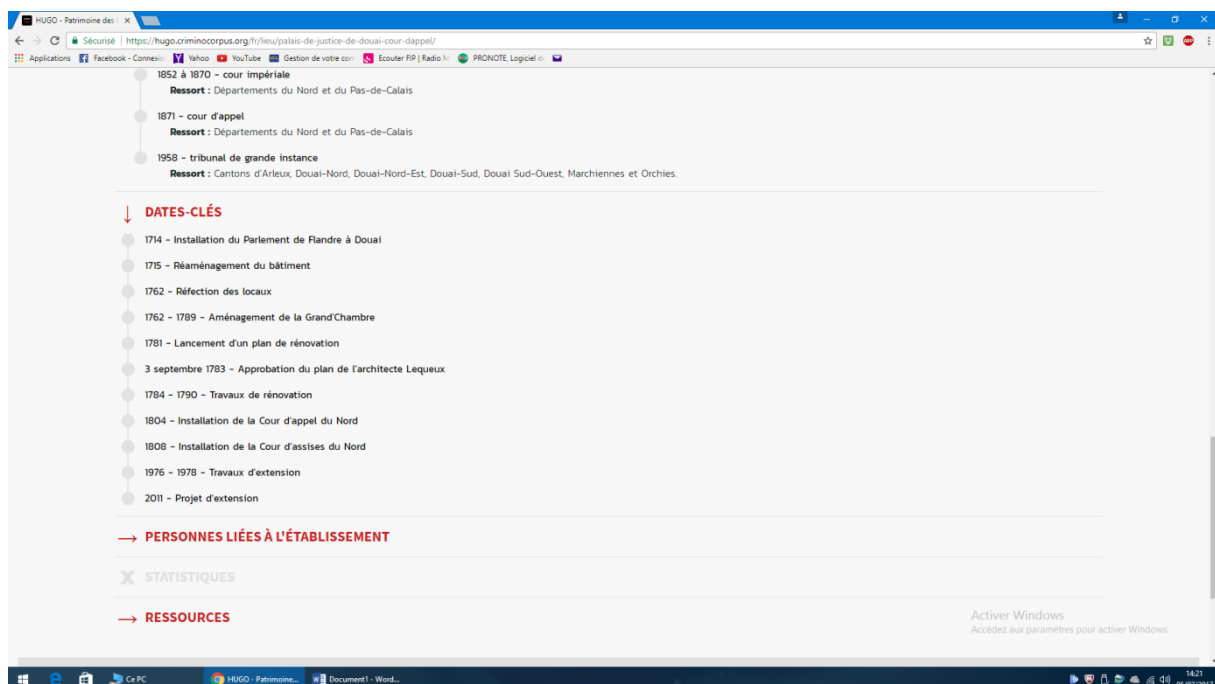 HUGO - Patrimoine des
Sécurisé | https://hugo.criminocorpus.org/fr/lieu/palais-de-justice-de-douai-cour-dappel/
Applications Facebook - Connexio Yahoo YouTube Gestion de votre com Ecouter FIP | Radio M PRONOTE, Logiciel d
1852 à 1870 - cour impériale
Ressort : Départements du Nord et du Pas-de-Calais
1871 - cour d'appel
Ressort : Départements du Nord et du Pas-de-Calais
1958 - tribunal de grande instance
Ressort : Cantons d'Arleux, Douai-Nord, Douai-Nord-Est, Douai-Sud, Douai Sud-Ouest, Marchiennes et Orchies.
↓ DATES-CLÉS
1714 - Installation du Parlement de Flandre à Douai
1715 - Réaménagement du bâtiment
1762 - Réfection des locaux
1762 - 1789 - Aménagement de la Grand'Chambre
1781 - Lancement d'un plan de rénovation
3 septembre 1783 - Approbation du plan de l'architecte Lequeux
1784 - 1790 - Travaux de rénovation
1804 - Installation de la Cour d'appel du Nord
1808 - Installation de la Cour d'assises du Nord
1976 - 1978 - Travaux d'extension
2011 - Projet d'extension
→ PERSONNES LIÉES À L'ÉTABLISSEMENT
X STATISTIQUES
→ RESSOURCES
Activer Windows
Accédez aux paramètres pour activer Windows.
Ce PC HUGO - Patrimoine... Document1 - Word... 14:21